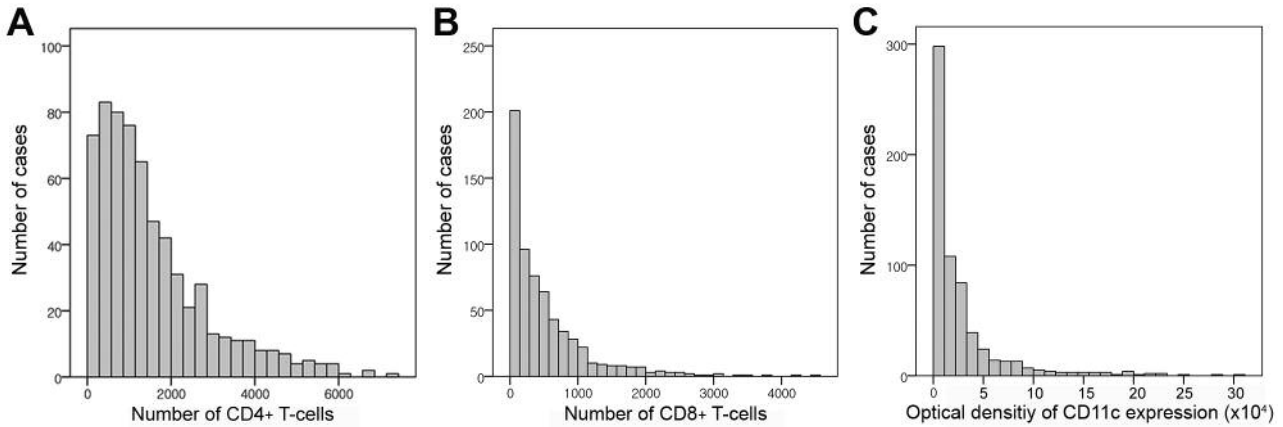 A
Number of cases
100
80
60
40
20
0
0 2000 4000 6000
Number of CD4+ T-cells
B
Number of cases
250
200
150
100
50
0
0 1000 2000 3000 4000
Number of CD8+ T-cells
C
Number of cases
300
200
100
0
0 5 10 15 20 25 30
Optical densitiy of CD11c expression (x10⁴)